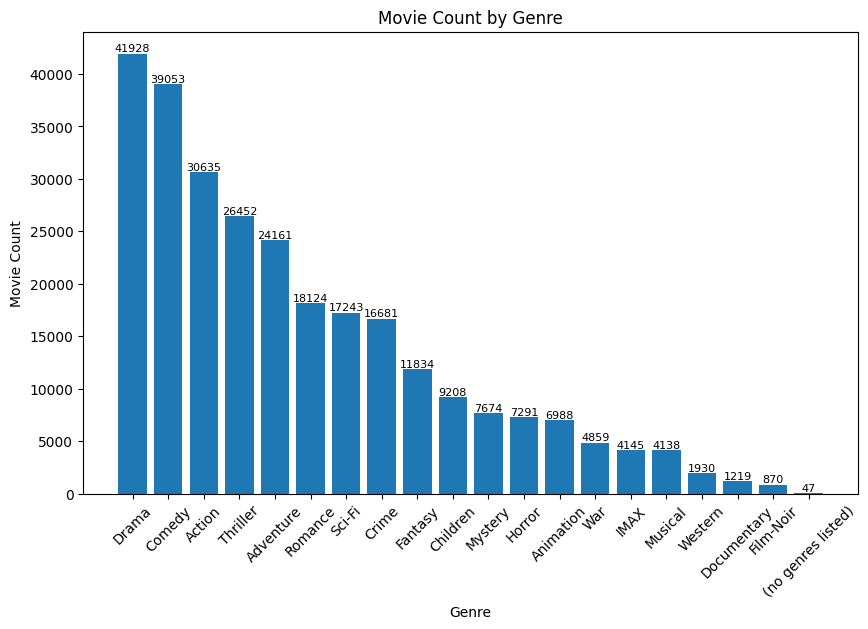 Movie Count by Genre
Movie Count
40000
35000
30000
25000
20000
15000
10000
5000
0
41928
39053
30635
26452
24161
18124
17243
16681
11834
9208
7674
7291
6988
4859
4145
4138
1930
1219
870
47
Drama
Comedy
Action
Thriller
Adventure
Romance
Sci-Fi
Crime
Fantasy
Children
Mystery
Horror
Animation
War
IMAX
Musical
Western
Documentary
Film-Noir
(no genres listed)
Genre